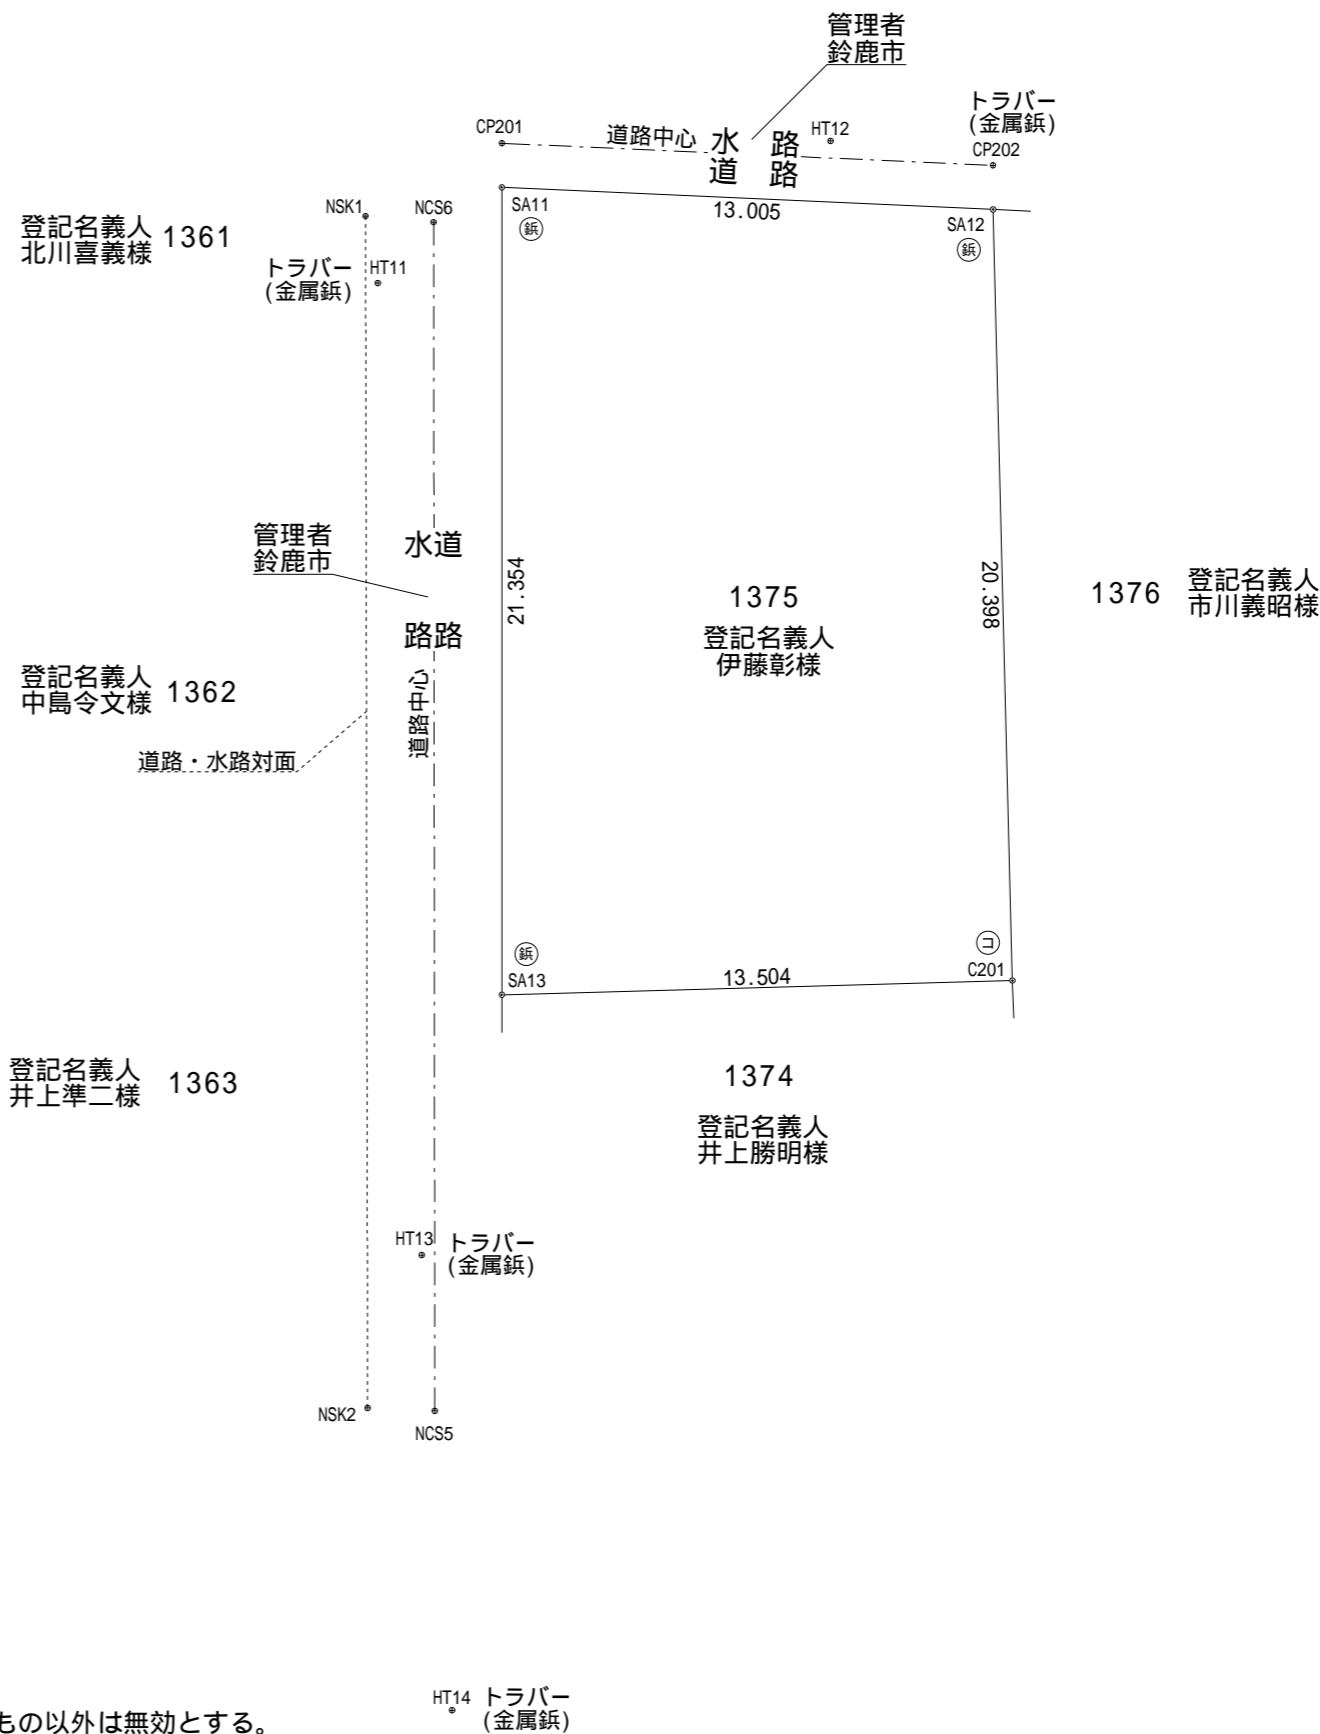 管理者
鈴鹿市
トラバー
(金属鋲)
CP201
道路中心
水 路
道 路
HT12
CP202
SA11
鋲
13.005
SA12
鋲
NSK1
NCS6
登記名義人
北川喜義様
1361
トラバー
(金属鋲)
HT11
管理者
鈴鹿市
水道
路路
道路中心
21.354
20.398
1375
登記名義人
伊藤彰様
1376
登記名義人
市川義昭様
登記名義人
中島令文様
1362
道路・水路対面
鋲
SA13
13.504
コ
C201
登記名義人
井上準二様
1363
1374
登記名義人
井上勝明様
HT13
トラバー
(金属鋲)
NSK2
NCS5
HT14
トラバー
(金属鋲)
もの以外は無効とする。